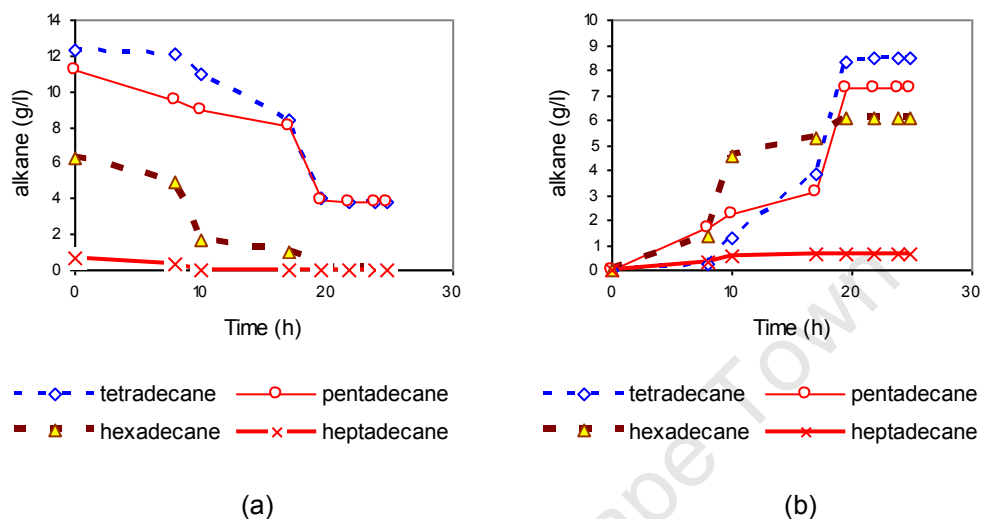 14
12
10
8
6
4
2
0
alkane (g/l)
0 10 20 30
Time (h)
tetradecane pentadecane
hexadecane heptadecane
(a)
10
9
8
7
6
5
4
3
2
1
0
alkane (g/l)
0 10 20 30
Time (h)
tetradecane pentadecane
hexadecane heptadecane
(b)
ape Town